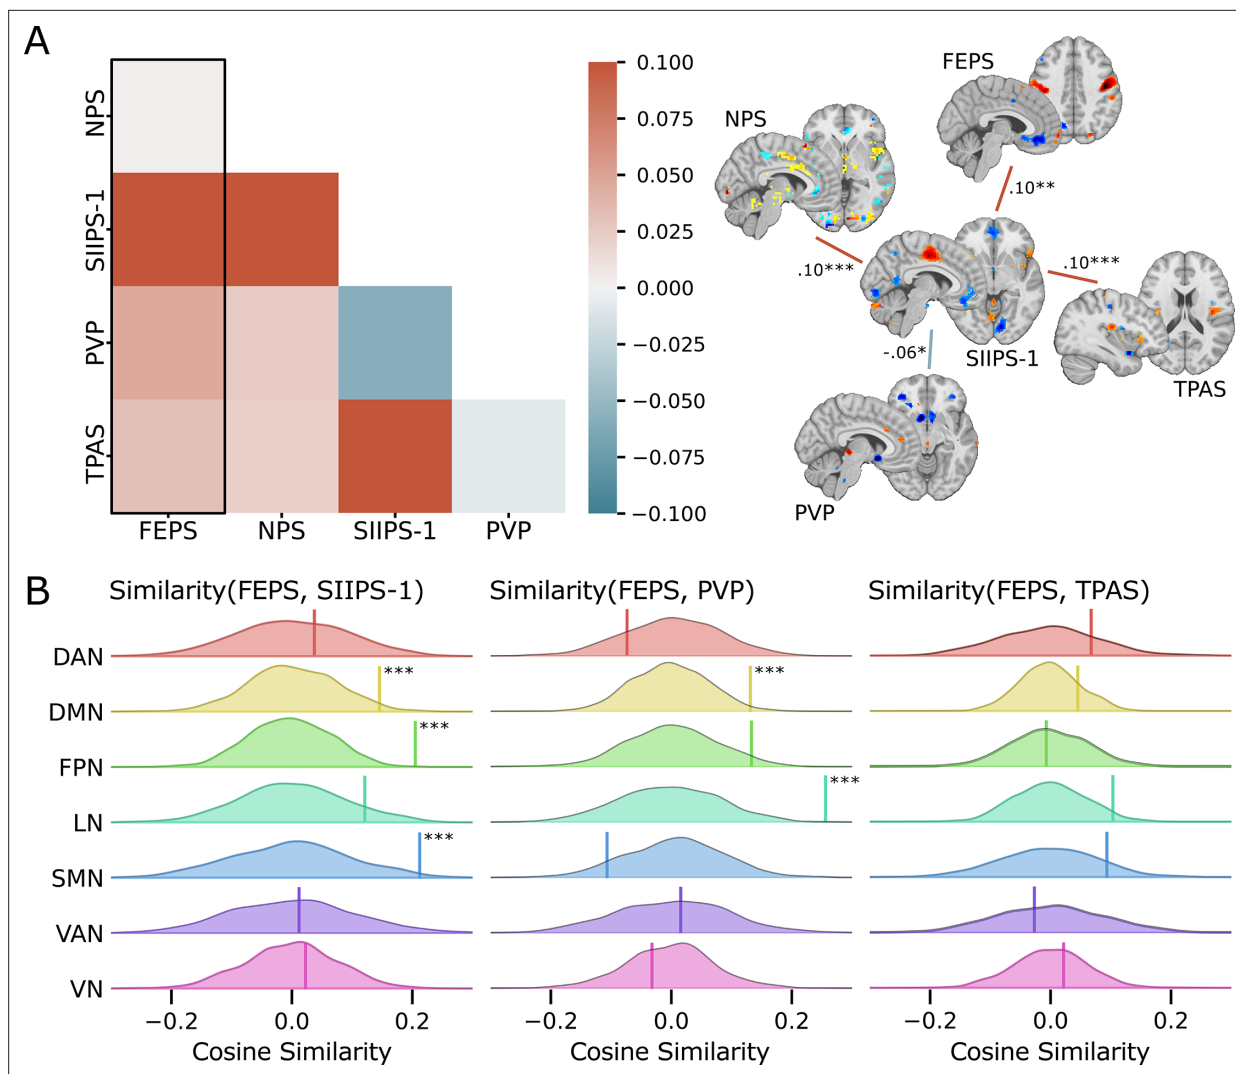 A
NPS
SIIPS-1
PVP
TPAS
FEPS
NPS
SIIPS-1
PVP
0.100
0.075
0.050
0.025
0.000
−0.025
−0.050
−0.075
−0.100
FEPS
NPS
.10**
.10***
.10***
-.06*
SIIPS-1
TPAS
PVP
B
Similarity(FEPS, SIIPS-1)
Similarity(FEPS, PVP)
Similarity(FEPS, TPAS)
DAN
DMN
*** ***
FPN
***
LN
***
SMN
***
VAN
VN
−0.2 0.0 0.2
−0.2 0.0 0.2
−0.2 0.0 0.2
Cosine Similarity
Cosine Similarity
Cosine Similarity